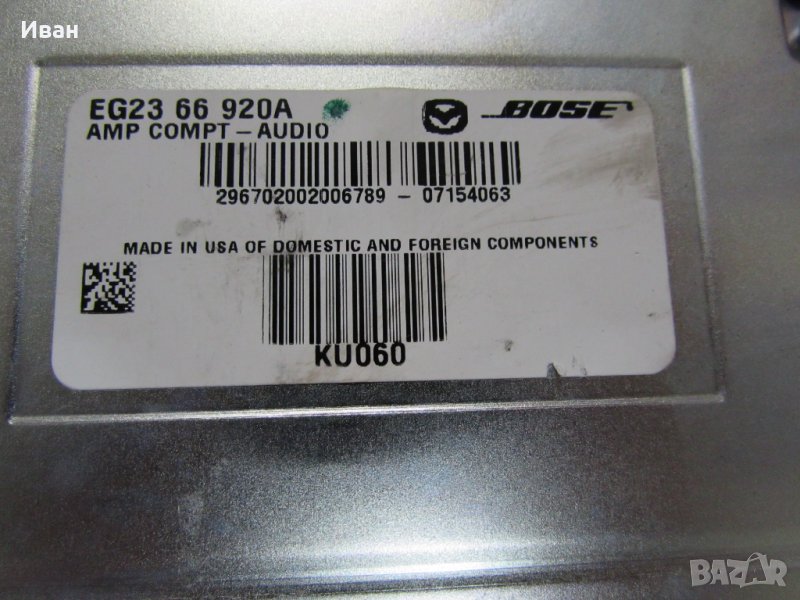 Иван
EG23 66 920A BOSE
AMP COMPT - AUDIO
296702002006789 - 07154063
MADE IN USA OF DOMESTIC AND FOREIGN COMPONENTS
KU060
BAZAR